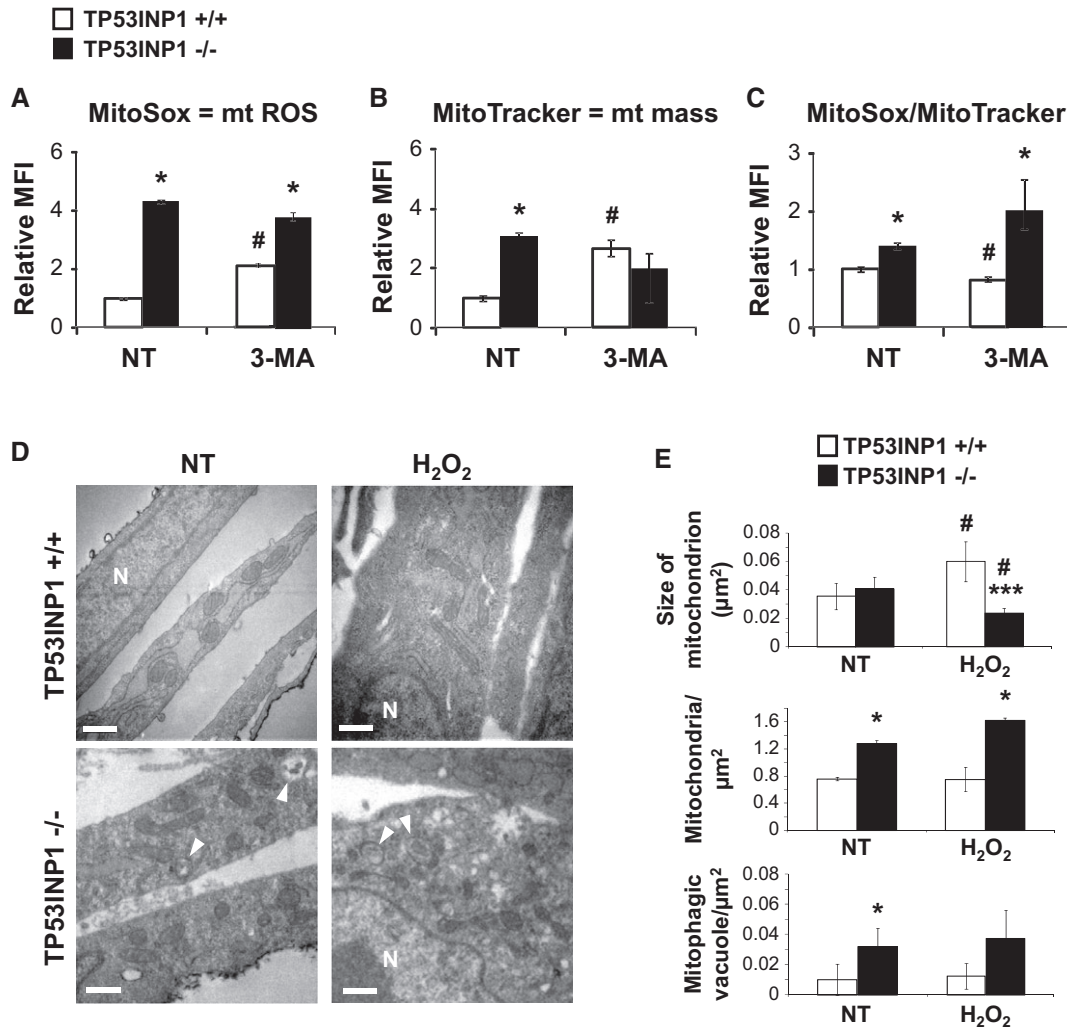 TP53INP1 +/+
TP53INP1 -/-
A
MitoSox = mt ROS
Relative MFI
6
4
2
0
*
#
*
NT
3-MA
B
MitoTracker = mt mass
Relative MFI
6
4
2
0
*
#
NT
3-MA
C
MitoSox/MitoTracker
Relative MFI
3
2
1
0
*
#
*
NT
3-MA
D
NT
H₂O₂
TP53INP1 +/+
N
N
TP53INP1 -/-
N
E
TP53INP1 +/+
TP53INP1 -/-
Size of
mitochondrion
(µm²)
0.08
0.06
0.04
0.02
0
#
#
***
NT
H₂O₂
Mitochondria/
µm²
1.6
1.2
0.8
0.4
0
*
*
NT
H₂O₂
Mitophagic
vacuole/µm²
0.06
0.04
0.02
0.00
*
NT
H₂O₂